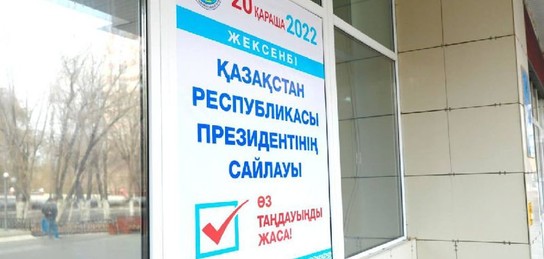 20 ҚАРАША 2022
ЖЕКСЕНБІ
ҚАЗАҚСТАН
РЕСПУБЛИКАСЫ
ПРЕЗИДЕНТІНІҢ
САЙЛАУЫ
ӨЗ
ТАҢДАУЫҢДЫ
ЖАСА!